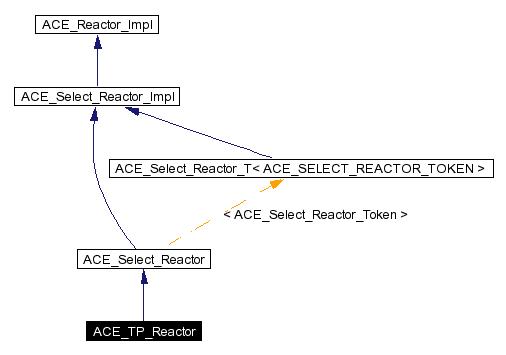 ACE_Reactor_Impl
ACE_Select_Reactor_Impl
ACE_Select_Reactor_T< ACE_SELECT_REACTOR_TOKEN >
< ACE_Select_Reactor_Token >
ACE_Select_Reactor
ACE_TP_Reactor